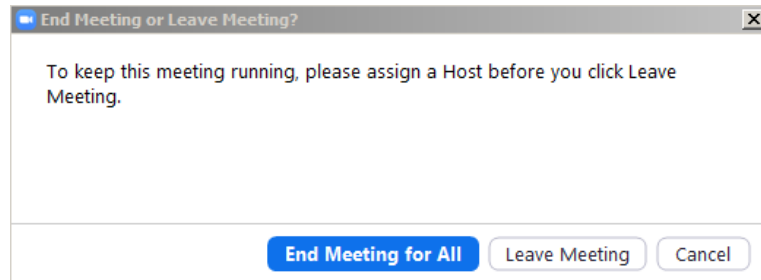 End Meeting or Leave Meeting?
To keep this meeting running, please assign a Host before you click Leave
Meeting.
End Meeting for All
Leave Meeting
Cancel